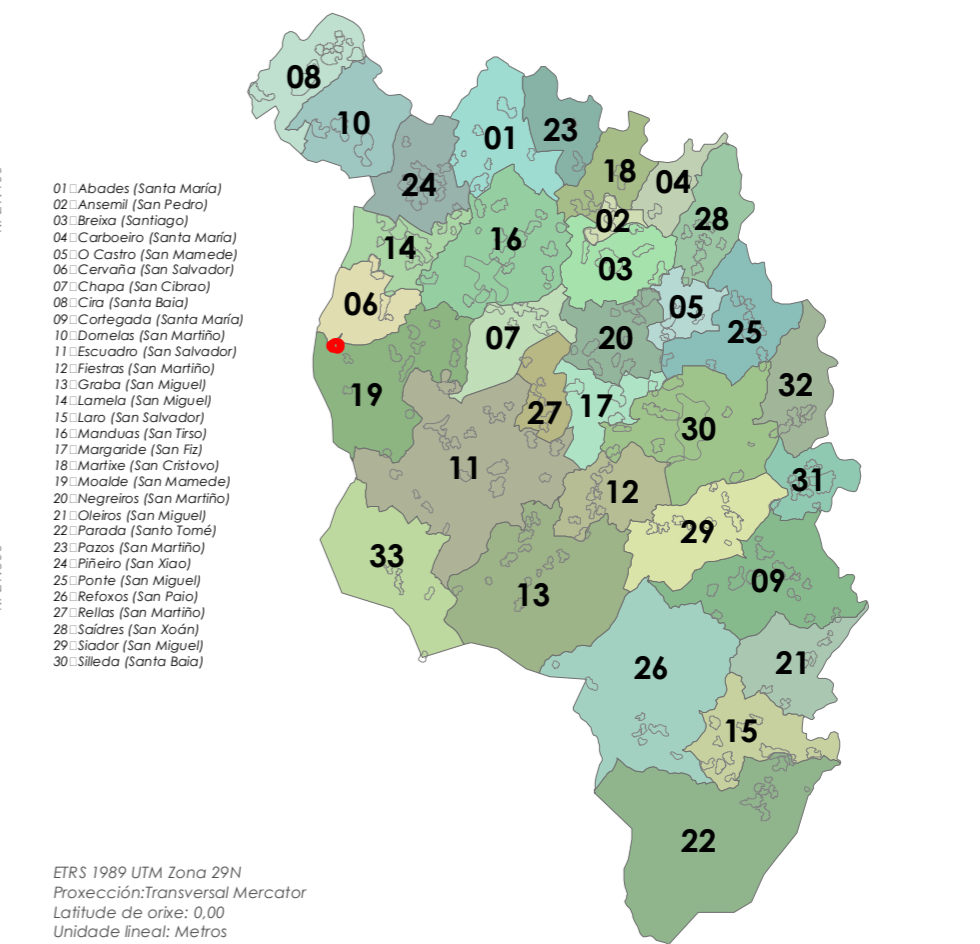 01 Abades (Santa María)
02 Ansemil (San Pedro)
03 Breixa (Santiago)
04 Carboeiro (Santa María)
05 O Castro (San Mamede)
06 Cervaña (San Salvador)
07 Chapa (San Cibrao)
08 Cira (Santa Baia)
09 Cortegada (Santa María)
10 Dornelas (San Martiño)
11 Escuadro (San Salvador)
12 Fiestras (San Martiño)
13 Graba (San Miguel)
14 Lamela (San Miguel)
15 Laro (San Salvador)
16 Manduas (San Tirso)
17 Margaride (San Fiz)
18 Martixe (San Cristovo)
19 Moalde (San Mamede)
20 Negreiros (San Martiño)
21 Oleiros (San Miguel)
22 Parada (Santo Tomé)
23 Pazos (San Martiño)
24 Piñeiro (San Xiao)
25 Ponte (San Miguel)
26 Refoxos (San Paio)
27 Rellas (San Martiño)
28 Saídres (San Xoán)
29 Siador (San Miguel)
30 Silleda (Santa Baia)
08
10
01
23
24
18
04
02
28
14
16
03
06
05
07
20
25
19
27
17
32
30
11
12
31
29
33
13
09
26
21
15
22
ETRS 1989 UTM Zona 29N
Proxección:Transversal Mercator
Latitude de orixe: 0,00
Unidade lineal: Metros